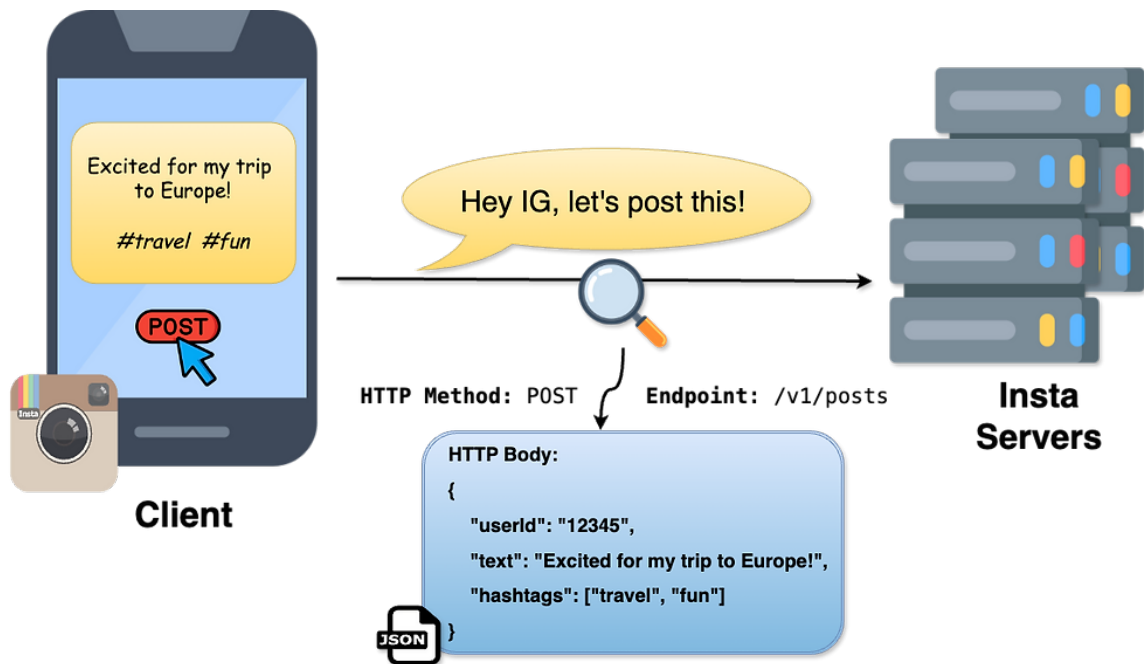 Excited for my trip
to Europe!
#travel #fun
POST
Insta
Client
Hey IG, let's post this!
HTTP Method: POST
Endpoint: /v1/posts
HTTP Body:
{
"userId": "12345",
"text": "Excited for my trip to Europe!",
"hashtags": ["travel", "fun"]
}
JSON
Insta
Servers